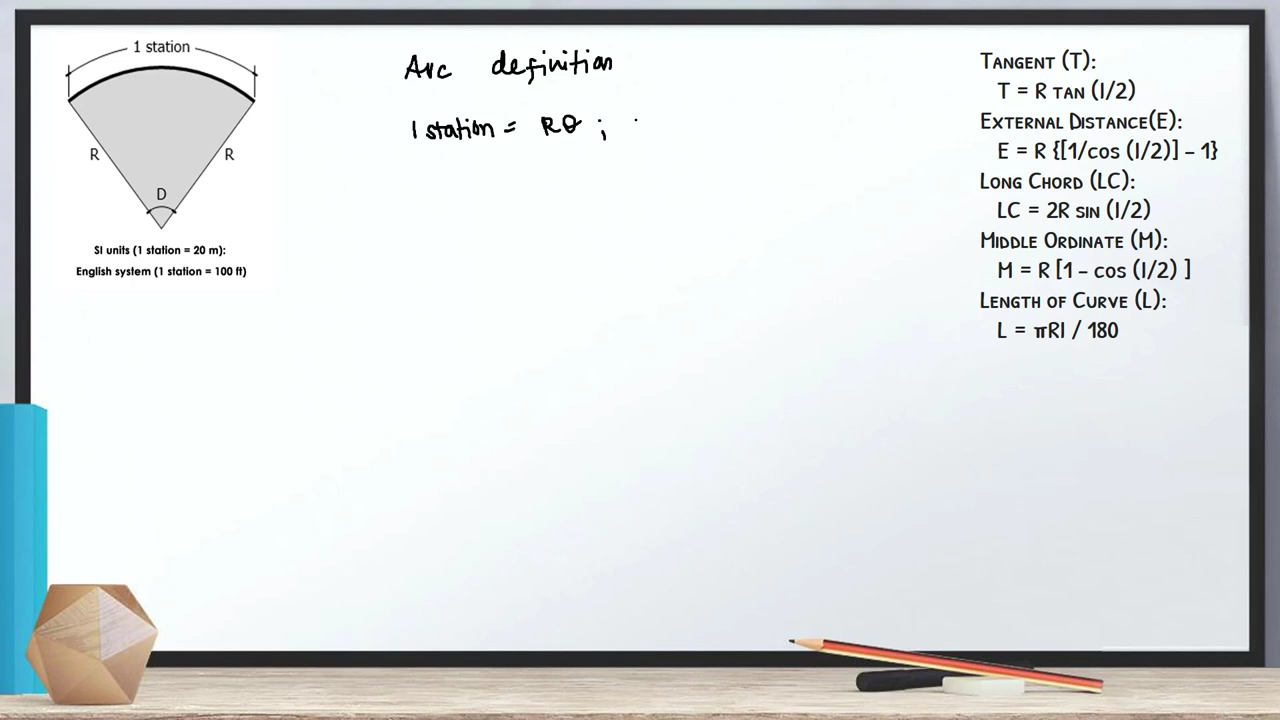 1 station
R
R
D
SI units (1 station = 20 m):
English system (1 station = 100 ft)
Arc definition
1 station = Rθ ;
TANGENT (T):
T = R TAN (I/2)
EXTERNAL DISTANCE(E):
E = R {[1/cos (I/2)] – 1}
LONG CHORD (LC):
LC = 2R SIN (I/2)
MIDDLE ORDINATE (M):
M = R [1 – cos (I/2) ]
LENGTH OF CURVE (L):
L = πRI / 180